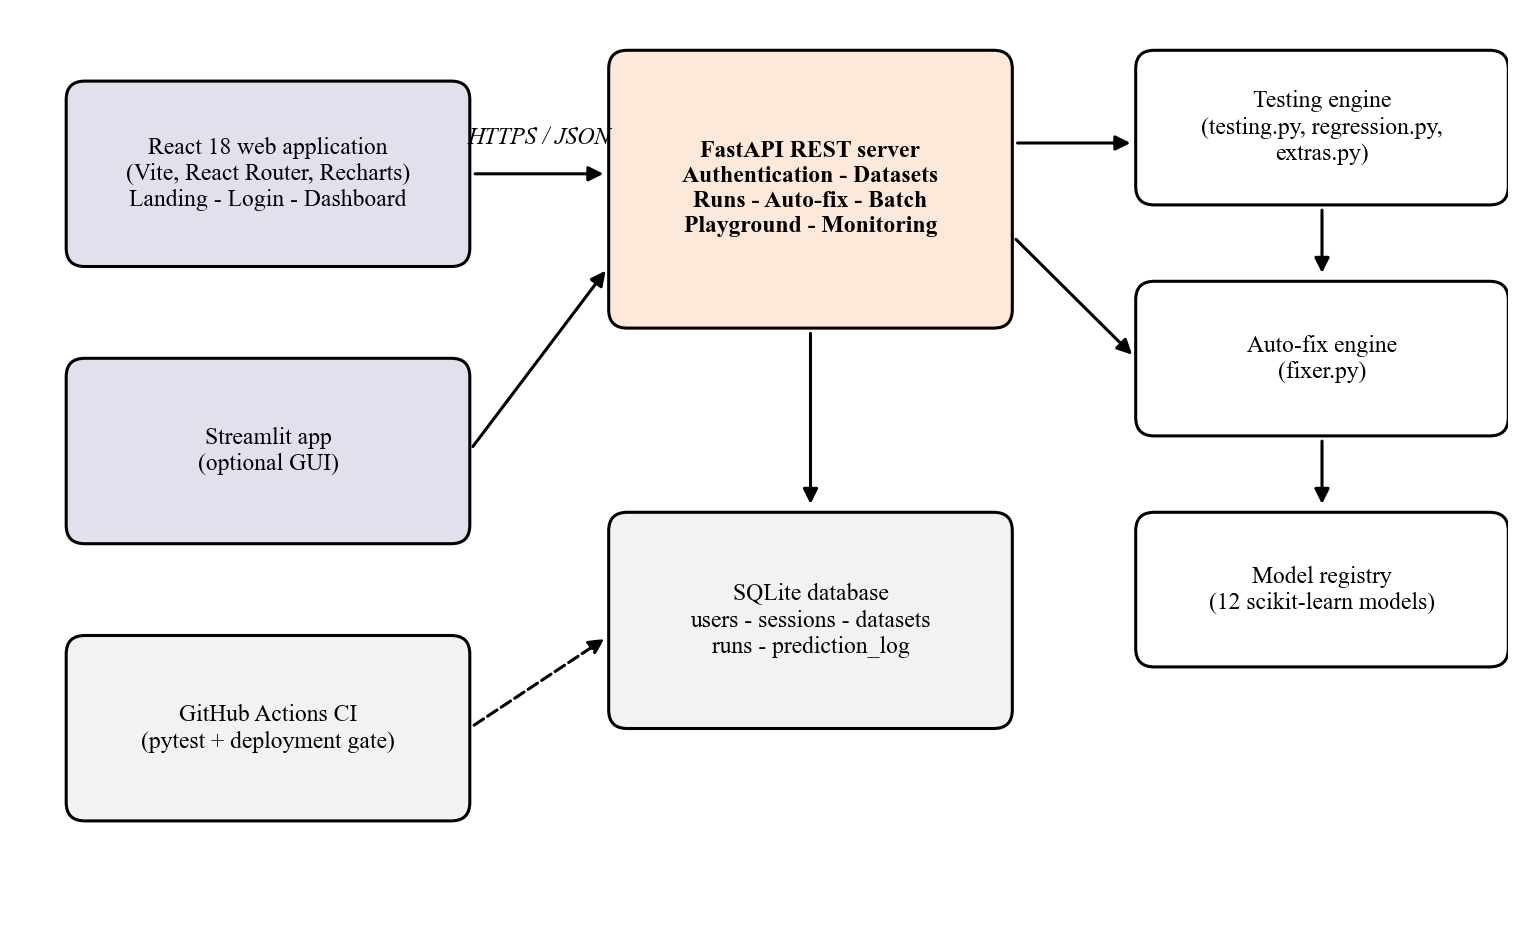 React 18 web application
(Vite, React Router, Recharts)
Landing - Login - Dashboard
HTTPS / JSON
FastAPI REST server
Authentication - Datasets
Runs - Auto-fix - Batch
Playground - Monitoring
Testing engine
(testing.py, regression.py,
extras.py)
Streamlit app
(optional GUI)
Auto-fix engine
(fixer.py)
SQLite database
users - sessions - datasets
runs - prediction_log
Model registry
(12 scikit-learn models)
GitHub Actions CI
(pytest + deployment gate)